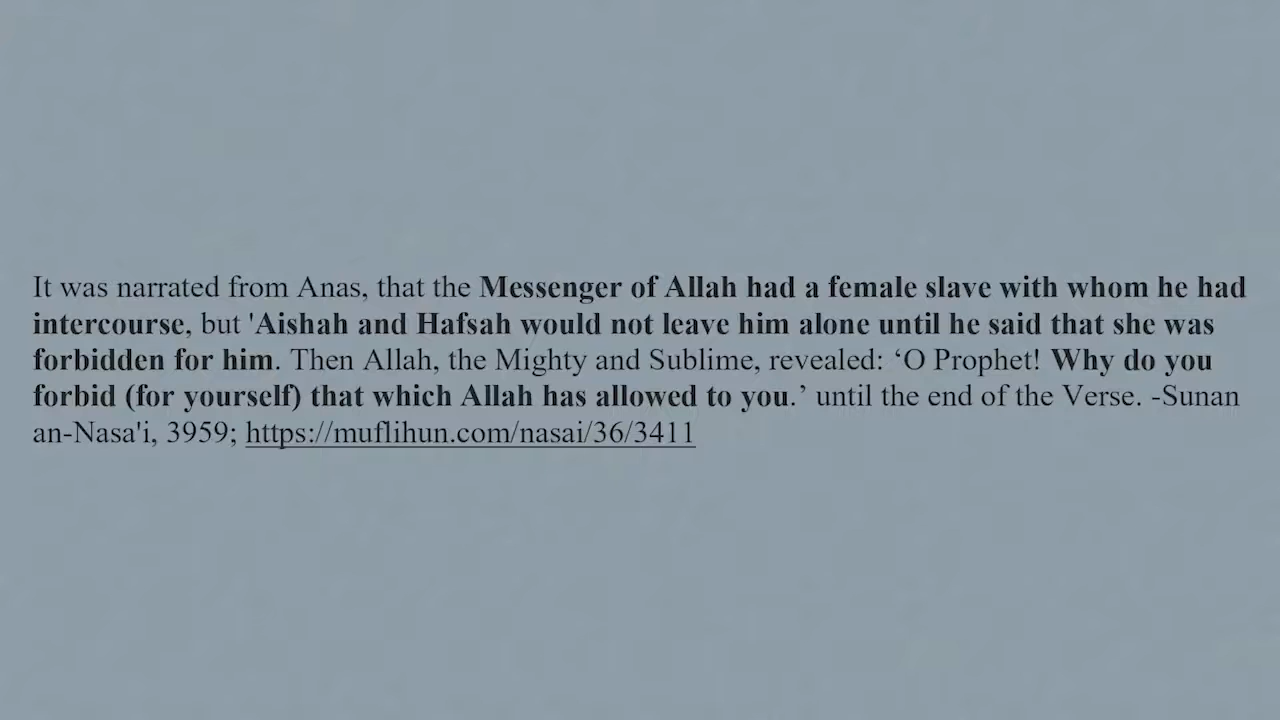 It was narrated from Anas, that the Messenger of Allah had a female slave with whom he had
intercourse, but 'Aishah and Hafsah would not leave him alone until he said that she was
forbidden for him. Then Allah, the Mighty and Sublime, revealed: ‘O Prophet! Why do you
forbid (for yourself) that which Allah has allowed to you.’ until the end of the Verse. -Sunan
an-Nasa'i, 3959; https://muflihun.com/nasai/36/3411